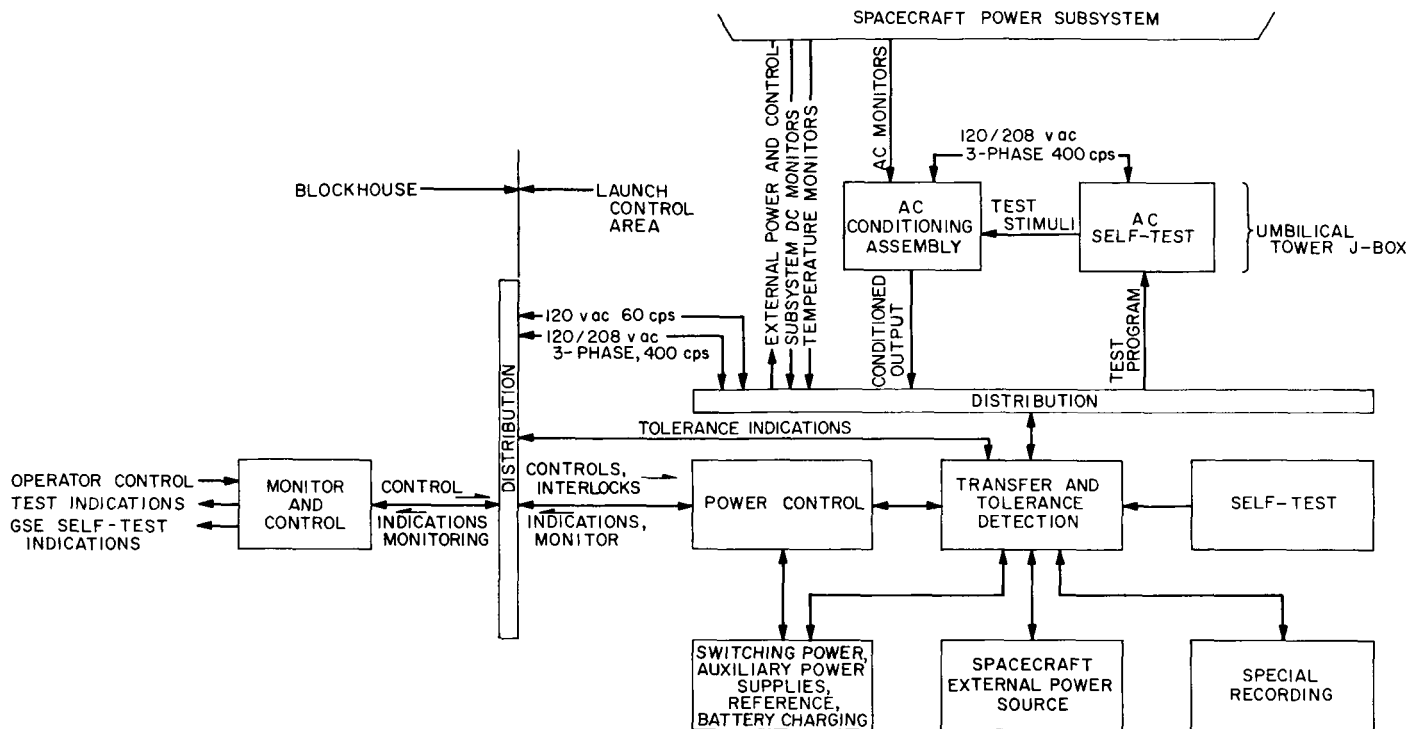 SPACECRAFT POWER SUBSYSTEM
EXTERNAL POWER AND CONTROL
SUBSYSTEM DC MONITORS
TEMPERATURE MONITORS
AC MONITORS
120/208 v ac
3-PHASE 400 cps
BLOCKHOUSE
LAUNCH
CONTROL
AREA
AC
CONDITIONING
ASSEMBLY
TEST
STIMULI
AC
SELF-TEST
UMBILICAL
TOWER J-BOX
120 v ac 60 cps
120/208 v ac
3-PHASE, 400 cps
CONDITIONED
OUTPUT
TEST
PROGRAM
DISTRIBUTION
DISTRIBUTION
TOLERANCE INDICATIONS
OPERATOR CONTROL
TEST INDICATIONS
GSE SELF-TEST
INDICATIONS
MONITOR
AND
CONTROL
CONTROL
INDICATIONS
MONITORING
CONTROLS,
INTERLOCKS
INDICATIONS,
MONITOR
POWER CONTROL
TRANSFER AND
TOLERANCE
DETECTION
SELF-TEST
SWITCHING POWER,
AUXILIARY POWER
SUPPLIES,
REFERENCE,
BATTERY CHARGING
SPACECRAFT
EXTERNAL POWER
SOURCE
SPECIAL
RECORDING